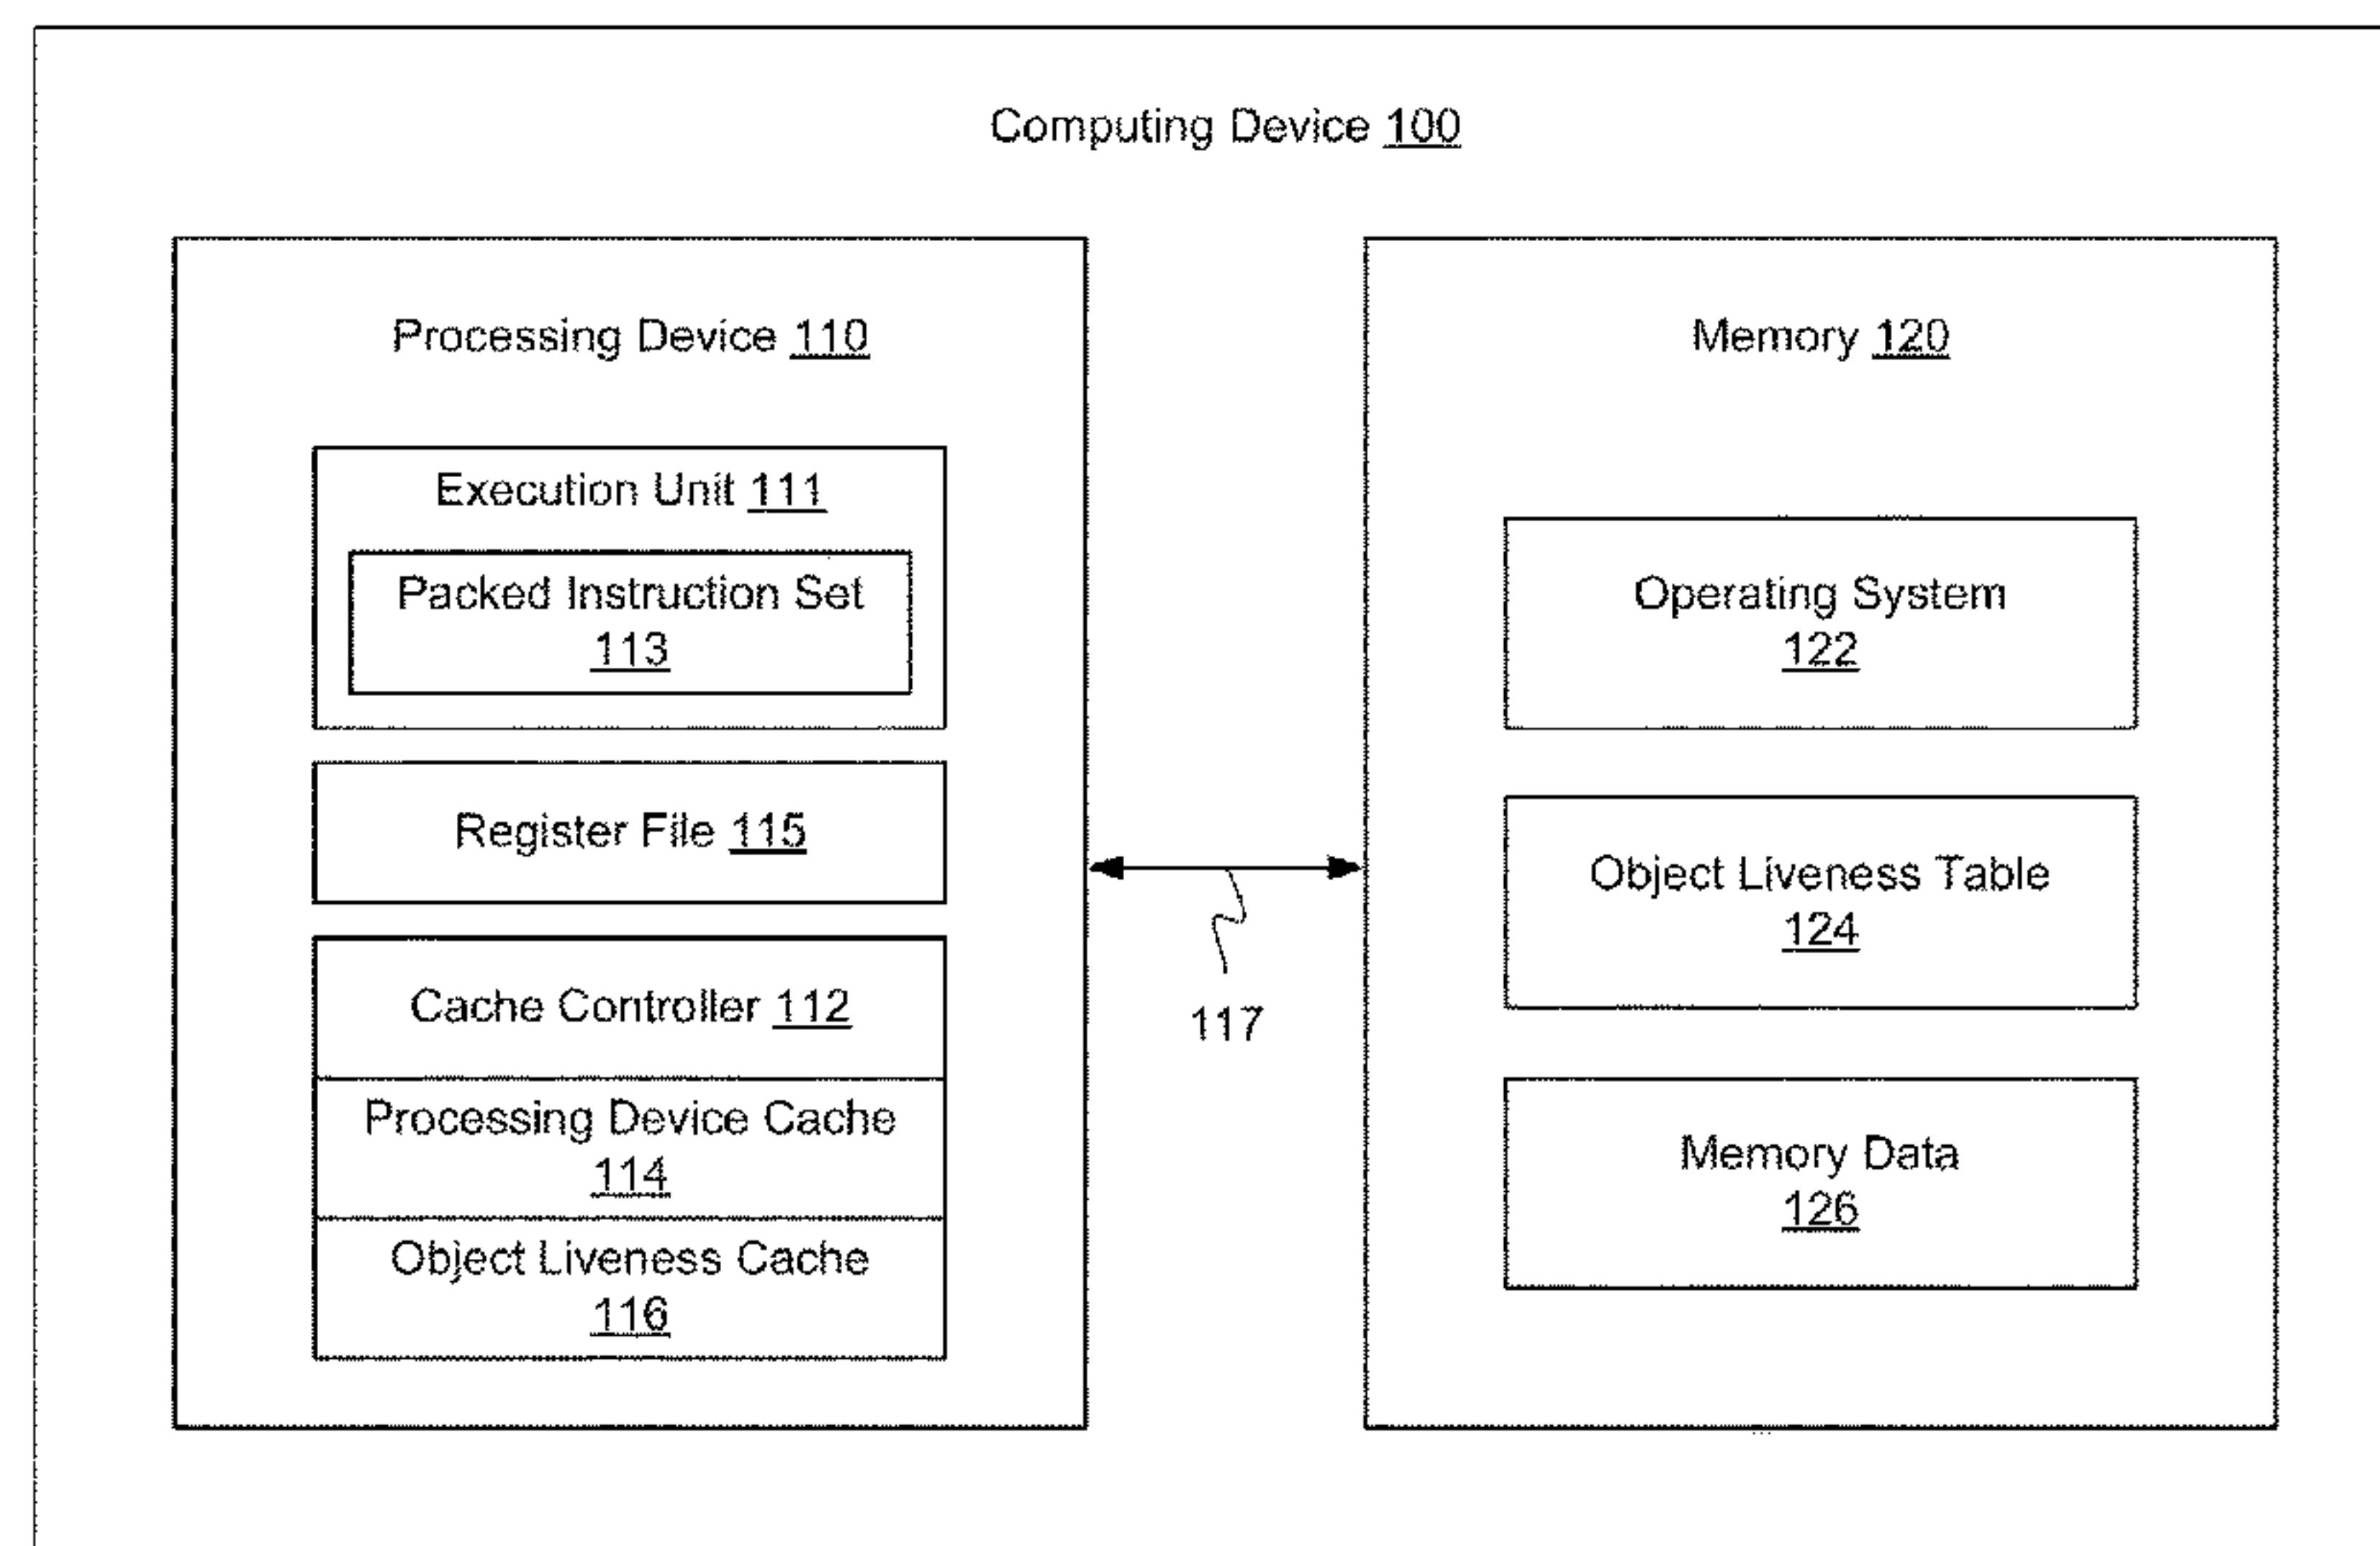 Computing Device 100
Processing Device 110
Execution Unit 111
Packed Instruction Set
113
Register File 115
Cache Controller 112
Processing Device Cache
114
Object Liveness Cache
116
117
Memory 120
Operating System
122
Object Liveness Table
124
Memory Data
126